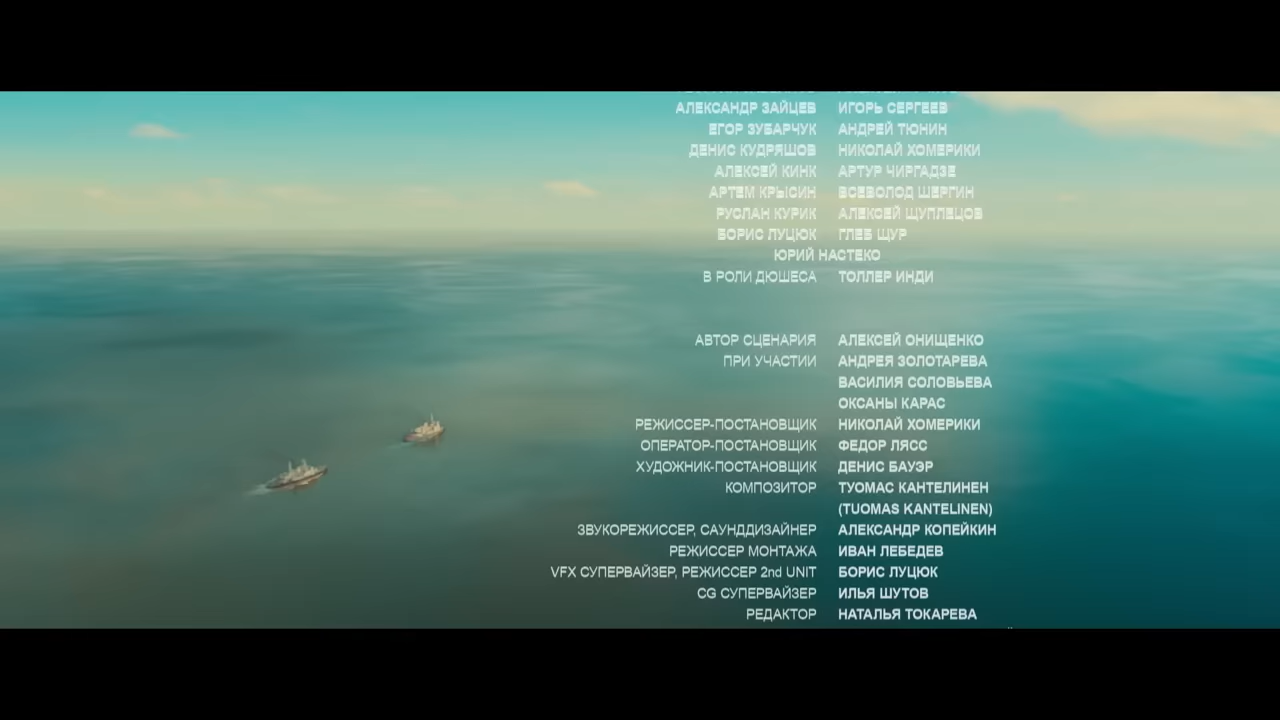 АЛЕКСАНДР ЗАЙЦЕВ ИГОРЬ СЕРГЕЕВ
ЕГОР ЗУБАРЧУК АНДРЕЙ ТЮНИН
ДЕНИС КУДРЯШОВ НИКОЛАЙ ХОМЕРИКИ
АЛЕКСЕЙ КИНК АРТУР ЧИРГАДЗЕ
АРТЕМ КРЫСИН ВСЕВОЛОД ШЕРГИН
РУСЛАН КУРИК АЛЕКСЕЙ ЩУПЛЕЦОВ
БОРИС ЛУЦЮК ГЛЕБ ЩУР
ЮРИЙ НАСТЕКО
В РОЛИ ДЮШЕСА ТОЛЛЕР ИНДИ
АВТОР СЦЕНАРИЯ АЛЕКСЕЙ ОНИЩЕНКО
ПРИ УЧАСТИИ АНДРЕЯ ЗОЛОТАРЕВА
ВАСИЛИЯ СОЛОВЬЕВА
ОКСАНЫ КАРАС
РЕЖИССЕР-ПОСТАНОВЩИК НИКОЛАЙ ХОМЕРИКИ
ОПЕРАТОР-ПОСТАНОВЩИК ФЕДОР ЛЯСС
ХУДОЖНИК-ПОСТАНОВЩИК ДЕНИС БАУЭР
КОМПОЗИТОР ТУОМАС КАНТЕЛИНЕН
(TUOMAS KANTELINEN)
ЗВУКОРЕЖИССЕР, САУНДДИЗАЙНЕР АЛЕКСАНДР КОПЕЙКИН
РЕЖИССЕР МОНТАЖА ИВАН ЛЕБЕДЕВ
VFX СУПЕРВАЙЗЕР, РЕЖИССЕР 2nd UNIT БОРИС ЛУЦЮК
CG СУПЕРВАЙЗЕР ИЛЬЯ ШУТОВ
РЕДАКТОР НАТАЛЬЯ ТОКАРЕВА